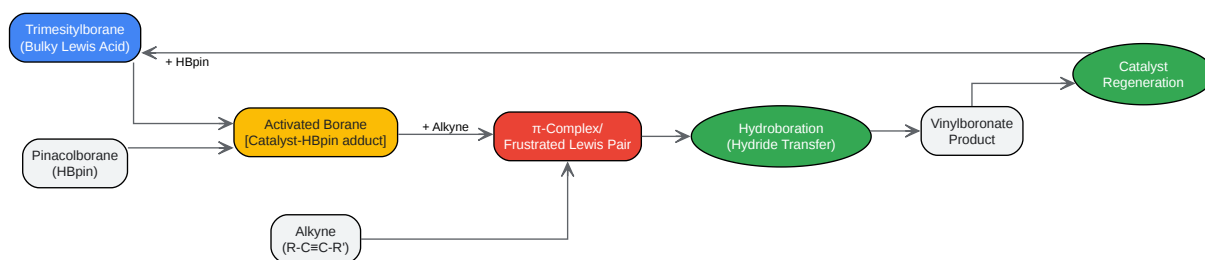 Trimesitylborane
(Bulky Lewis Acid)
+ HBpin
Catalyst
Regeneration
Pinacolborane
(HBpin)
Activated Borane
[Catalyst-HBpin adduct]
+ Alkyne
π-Complex/
Frustrated Lewis Pair
Hydroboration
(Hydride Transfer)
Vinylboronate
Product
Alkyne
(R-C≡C-R')